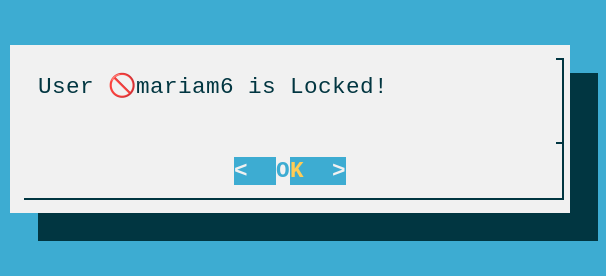 User 🚫mariam6 is Locked!
<  OK  >